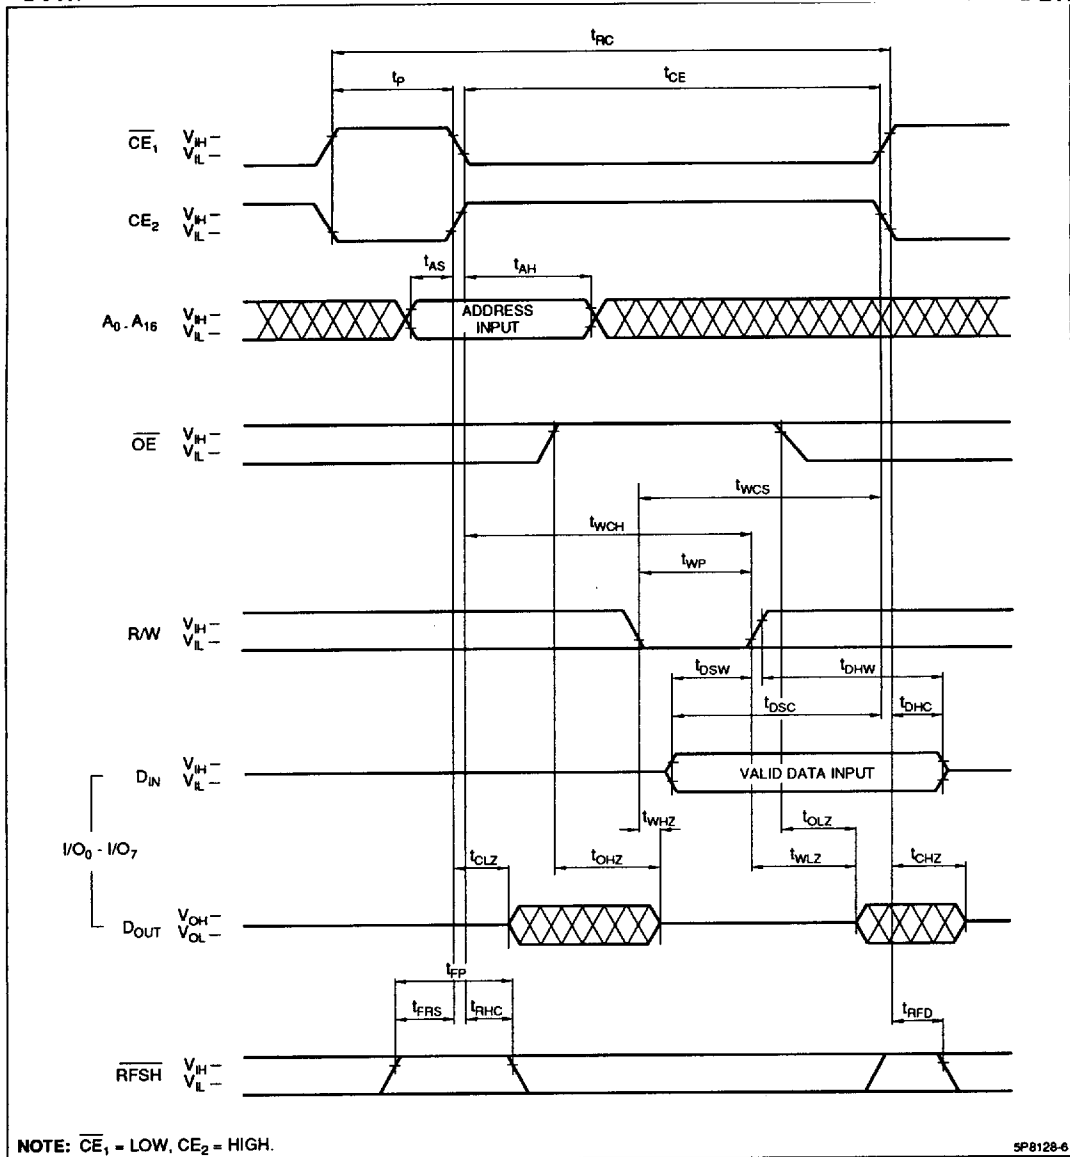 tRC
tP
tCE
CE1 VIH
VIL
CE2 VIH
VIL
tAS
tAH
A0 - A16 VIH
VIL
ADDRESS
INPUT
OE VIH
VIL
tWCS
tWCH
tWP
R/W VIH
VIL
tDSW
tDHW
tDSC
tDHC
DIN VIH
VIL
VALID DATA INPUT
tWHZ
tOLZ
I/O0 - I/O7
tCLZ
tOHZ
tWLZ
tCHZ
DOUT VOH
VOL
tFP
tFRS
tRHC
tRFD
RFSH VIH
VIL
NOTE: CE1 = LOW, CE2 = HIGH.
5P8128-6